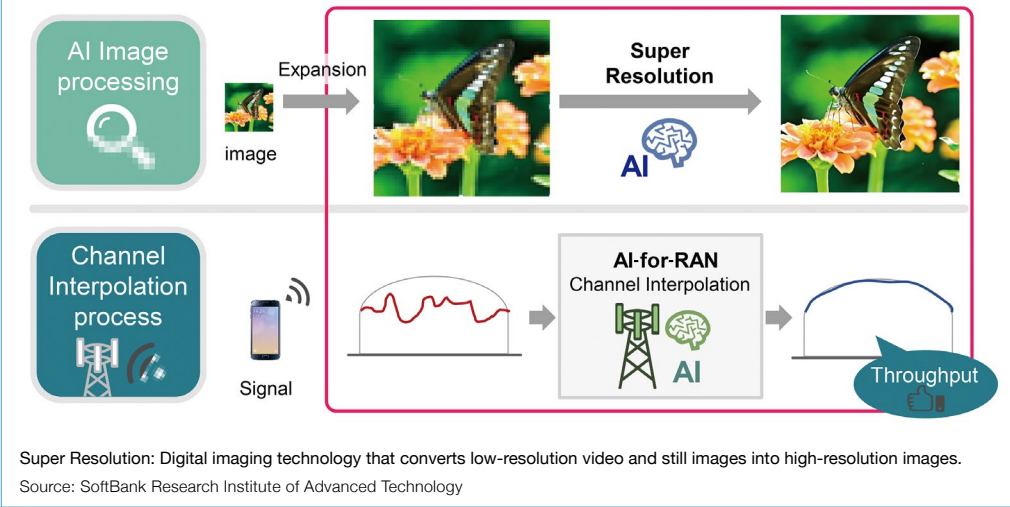 AI Image
processing
Expansion
image
Super
Resolution
AI
Channel
Interpolation
process
Signal
AI-for-RAN
Channel Interpolation
AI
Throughput
Super Resolution: Digital imaging technology that converts low-resolution video and still images into high-resolution images.
Source: SoftBank Research Institute of Advanced Technology